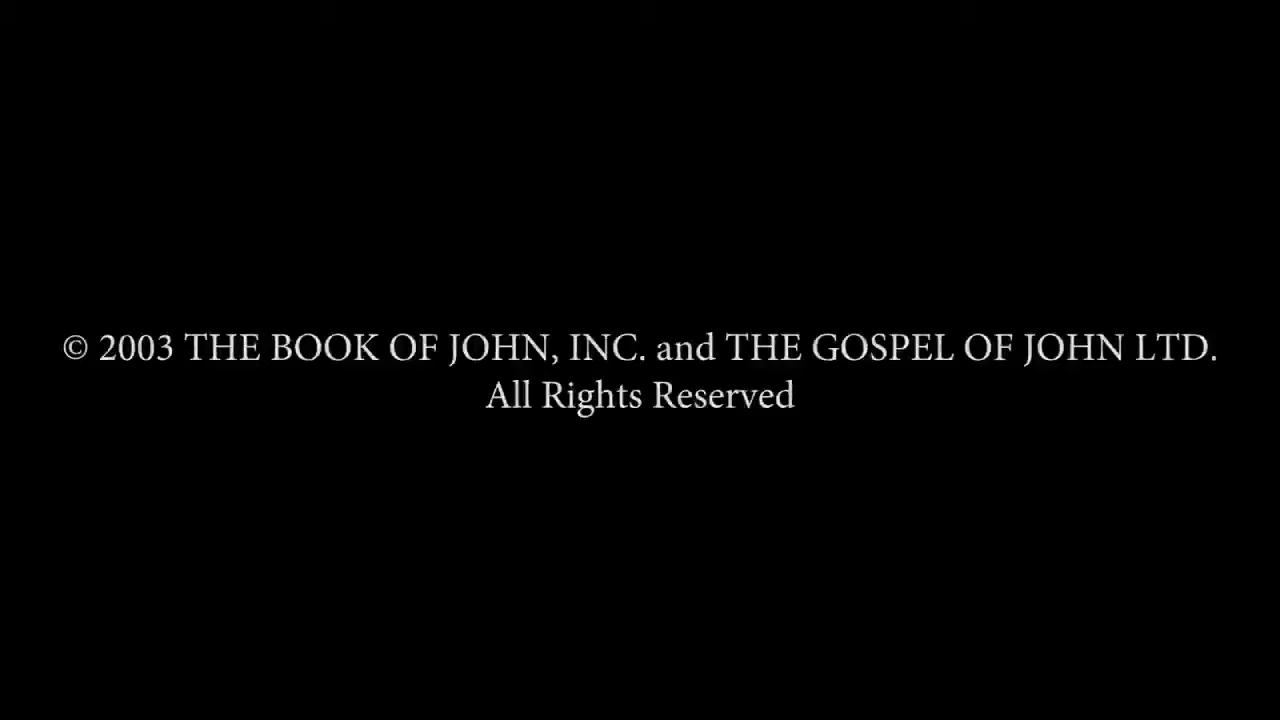 © 2003 THE BOOK OF JOHN, INC. and THE GOSPEL OF JOHN LTD.
All Rights Reserved